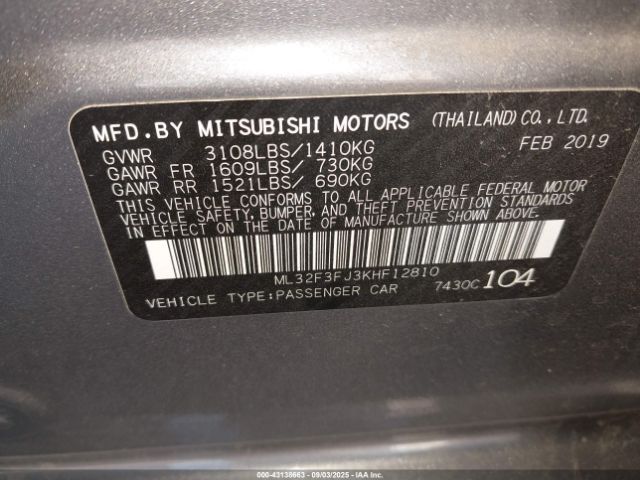 MFD.BY MITSUBISHI MOTORS (THAILAND) CO., LTD.
GVWR 3108LBS/1410KG FEB 2019
GAWR FR 1609LBS/ 730KG
GAWR RR 1521LBS/ 690KG
THIS VEHICLE CONFORMS TO ALL APPLICABLE FEDERAL MOTOR
VEHICLE SAFETY, BUMPER, AND THEFT PREVENTION STANDARDS
IN EFFECT ON THE DATE OF MANUFACTURE SHOWN ABOVE.
ML32F3FJ3KHF12810
VEHICLE TYPE:PASSENGER CAR 7430C 104
000-43138663 - 09/03/2025 - IAA Inc.